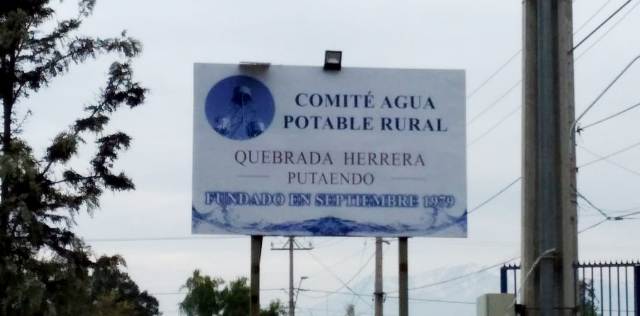 COMITÉ AGUA
POTABLE RURAL
QUEBRADA HERRERA
PUTAENDO
FUNDADO EN SEPTIEMBRE 1979